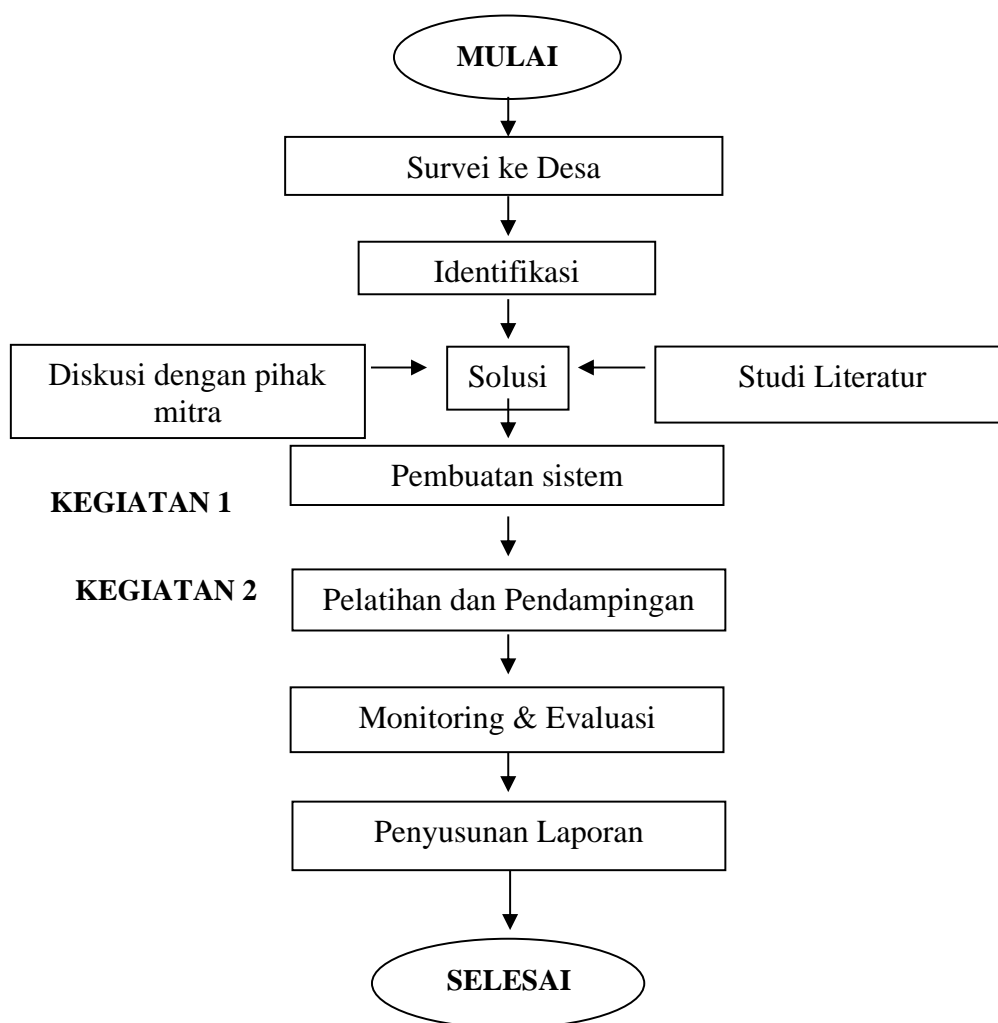 MULAI
Survei ke Desa
Identifikasi
Diskusi dengan pihak
mitra
Solusi
Studi Literatur
Pembuatan sistem
KEGIATAN 1
KEGIATAN 2
Pelatihan dan Pendampingan
Monitoring & Evaluasi
Penyusunan Laporan
SELESAI